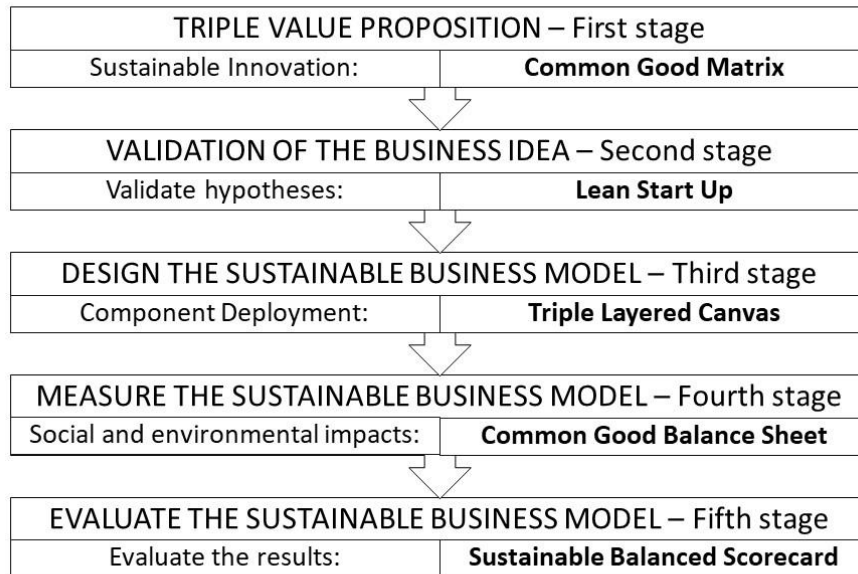 TRIPLE VALUE PROPOSITION – First stage
Sustainable Innovation: Common Good Matrix
VALIDATION OF THE BUSINESS IDEA – Second stage
Validate hypotheses: Lean Start Up
DESIGN THE SUSTAINABLE BUSINESS MODEL – Third stage
Component Deployment: Triple Layered Canvas
MEASURE THE SUSTAINABLE BUSINESS MODEL – Fourth stage
Social and environmental impacts: Common Good Balance Sheet
EVALUATE THE SUSTAINABLE BUSINESS MODEL – Fifth stage
Evaluate the results: Sustainable Balanced Scorecard